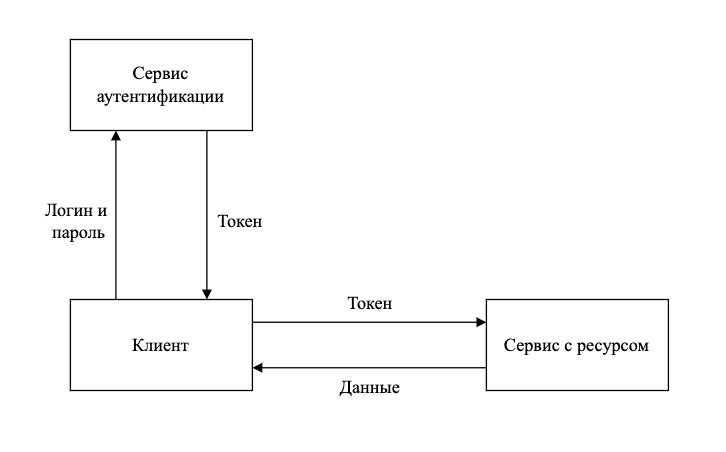 Сервис
аутентификации
Логин и
пароль
Токен
Токен
Клиент
Сервис с ресурсом
Данные